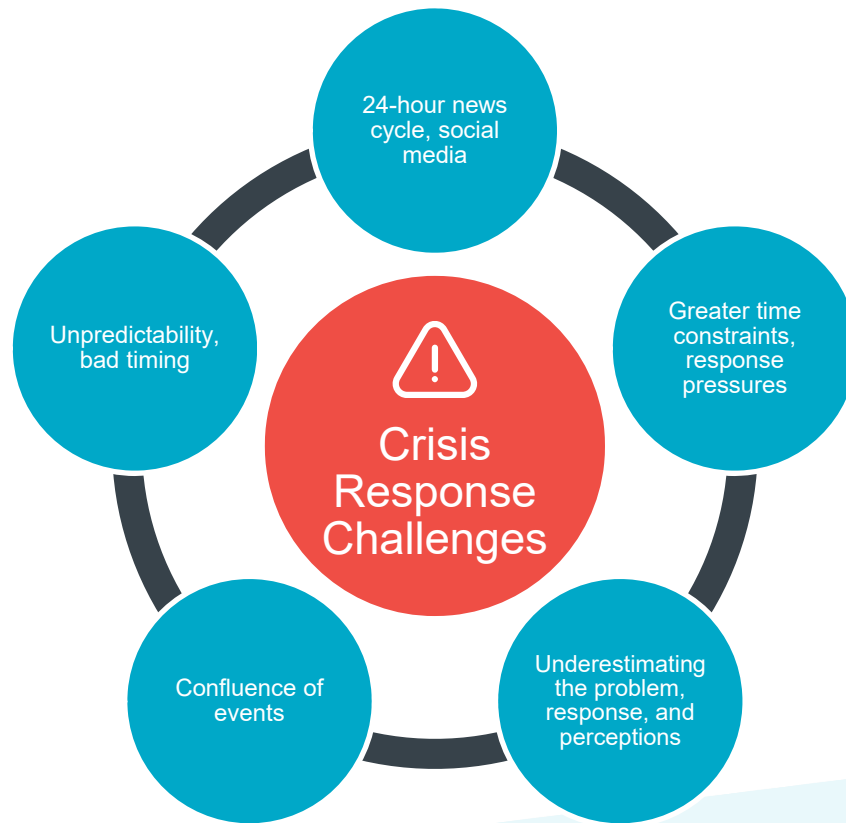 24-hour news
cycle, social
media
Greater time
constraints,
response
pressures
Underestimating
the problem,
response, and
perceptions
Confluence of
events
Unpredictability,
bad timing
Crisis
Response
Challenges